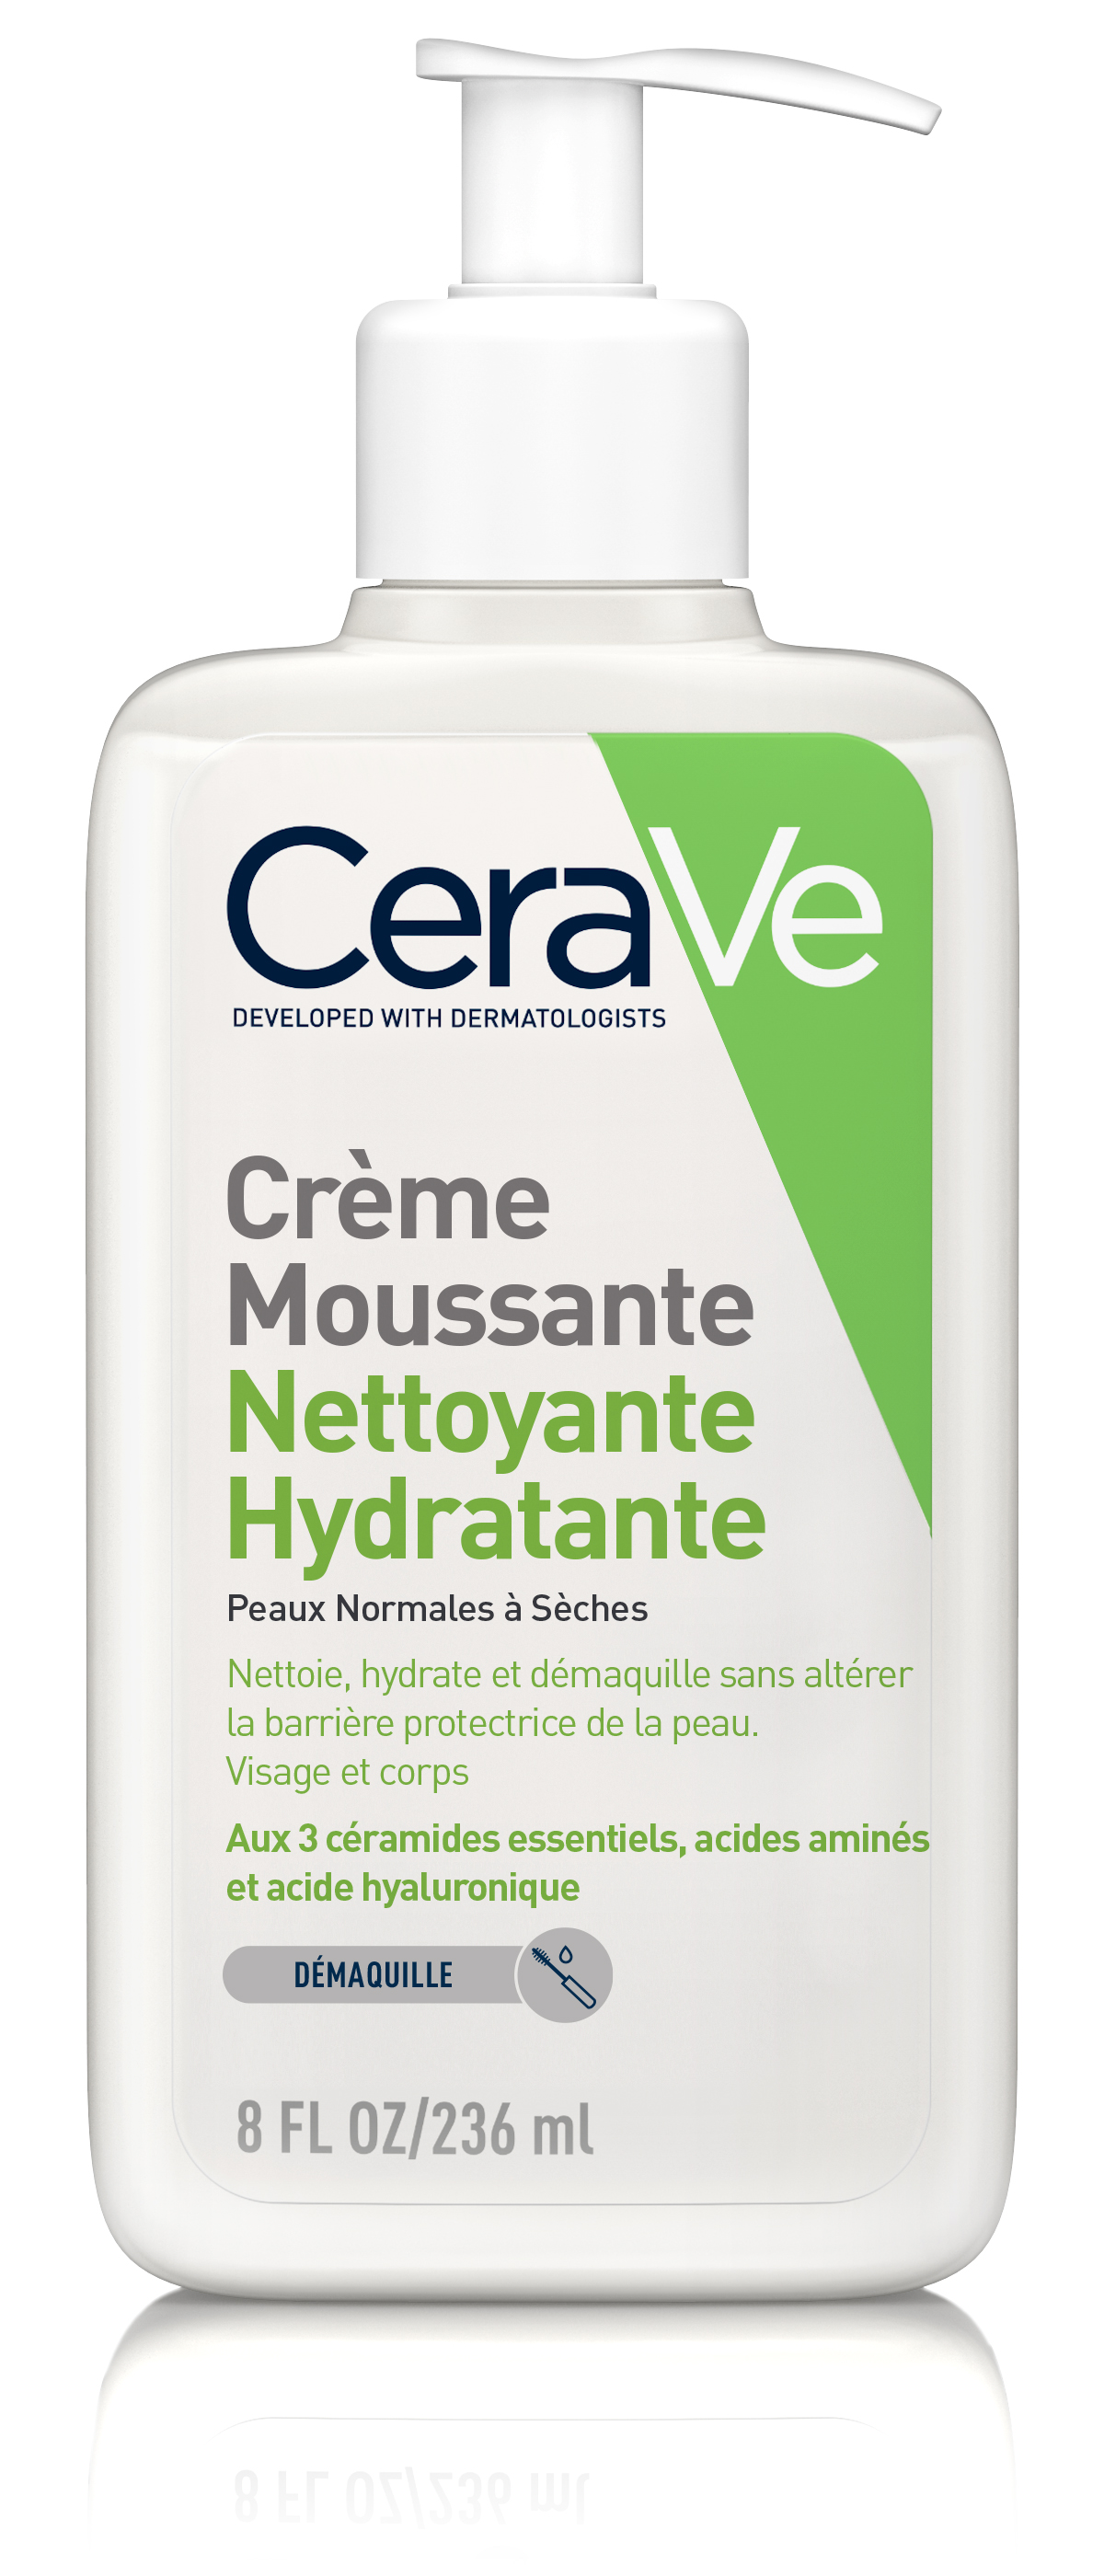 CeraVe
DEVELOPED WITH DERMATOLOGISTS
Crème
Moussante
Nettoyante
Hydratante
Peaux Normales à Sèches
Nettoie, hydrate et démaquille sans altérer
la barrière protectrice de la peau.
Visage et corps
Aux 3 céramides essentiels, acides aminés
et acide hyaluronique
DÉMAQUILLE
8 FL OZ/236 ml